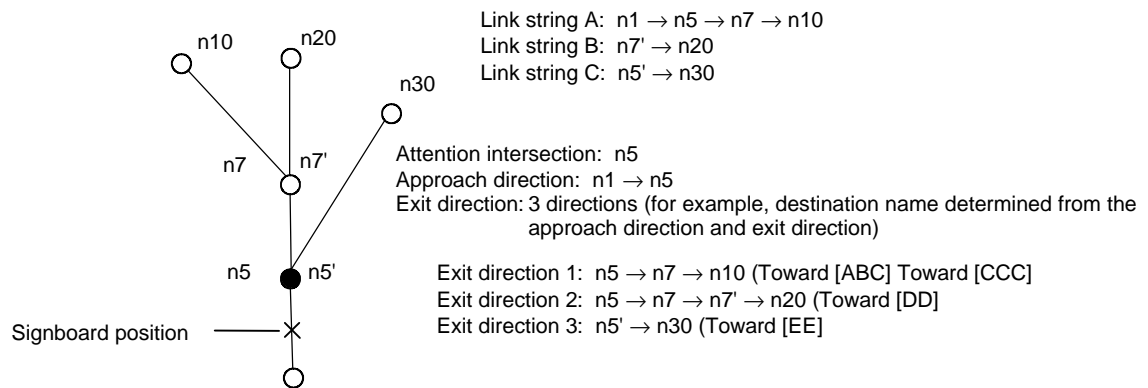 Link string A: n1 → n5 → n7 → n10
Link string B: n7' → n20
Link string C: n5' → n30
n10
n20
n30
n7
n7'
Attention intersection: n5
Approach direction: n1 → n5
Exit direction: 3 directions (for example, destination name determined from the
approach direction and exit direction)
n5
n5'
Exit direction 1: n5 → n7 → n10 (Toward [ABC] Toward [CCC]
Exit direction 2: n5 → n7 → n7' → n20 (Toward [DD]
Exit direction 3: n5' → n30 (Toward [EE]
Signboard position